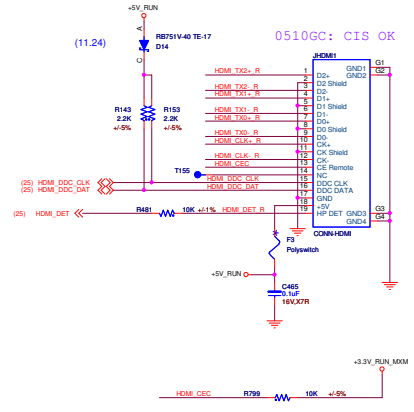 +5V_RUN
A
RB751V-40 TE-17
D14
(11.24)
C
0510GC: CIS OK
JHDMI1
R143
2.2K
+/-5%
R153
2.2K
+/-5%
HDMI_TX2+_R 1 D2+
2 D2 Shield
HDMI_TX2-_R 3 D2-
HDMI_TX1+_R 4 D1+
5 D1 Shield
HDMI_TX1-_R 6 D1-
HDMI_TX0+_R 7 D0+
8 D0 Shield
HDMI_TX0-_R 9 D0-
HDMI_CLK+_R 10 CK+
11 CK Shield
HDMI_CLK-_R 12 CK-
HDMI_CEC 13 CE Remote
T155 14 NC
(25) HDMI_DDC_CLK HDMI_DDC_CLK 15 DDC CLK
(25) HDMI_DDC_DAT HDMI_DDC_DAT 16 DDC DATA
17 GND
18 +5V
(25) HDMI_DET R481 10K +/-1% HDMI_DET_R 19 HP DET
GND1 G1
GND2 G2
GND3 G3
GND4 G4
CONN-HDMI
F3
Polyswitch
+5V_RUN
C465
0.1uF
16V,X7R
+3.3V_RUN_MXM
HDMI_CEC R799 10K +/-5%